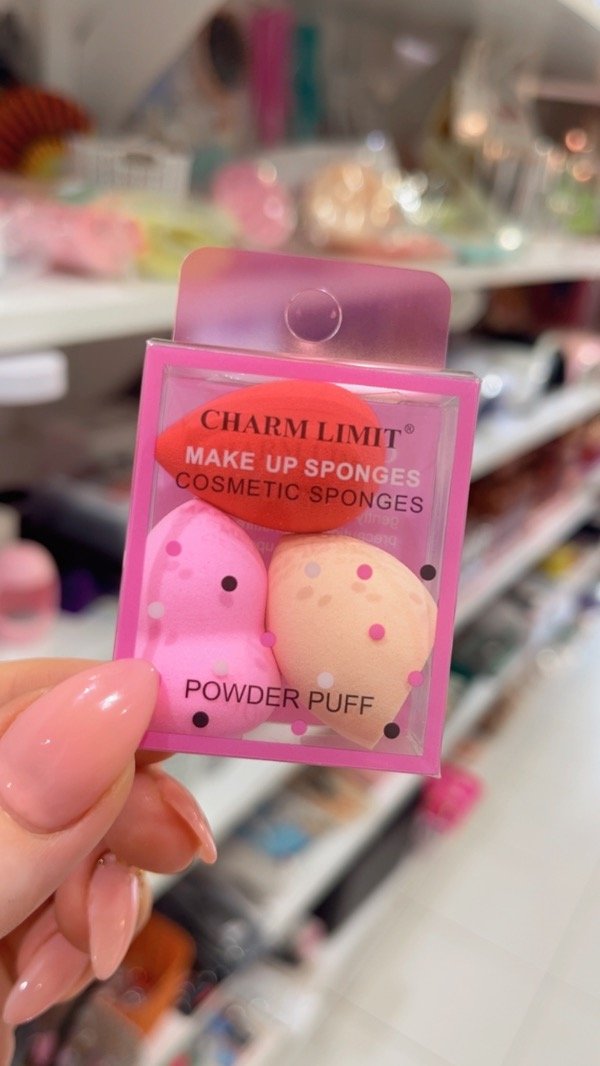 CHARM LIMIT®
MAKE UP SPONGES
COSMETIC SPONGES
POWDER PUFF